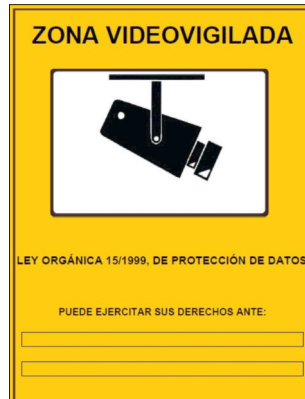 ZONA VIDEOVIGILADA
LEY ORGÁNICA 15/1999, DE PROTECCIÓN DE DATOS
PUEDE EJERCITAR SUS DERECHOS ANTE: